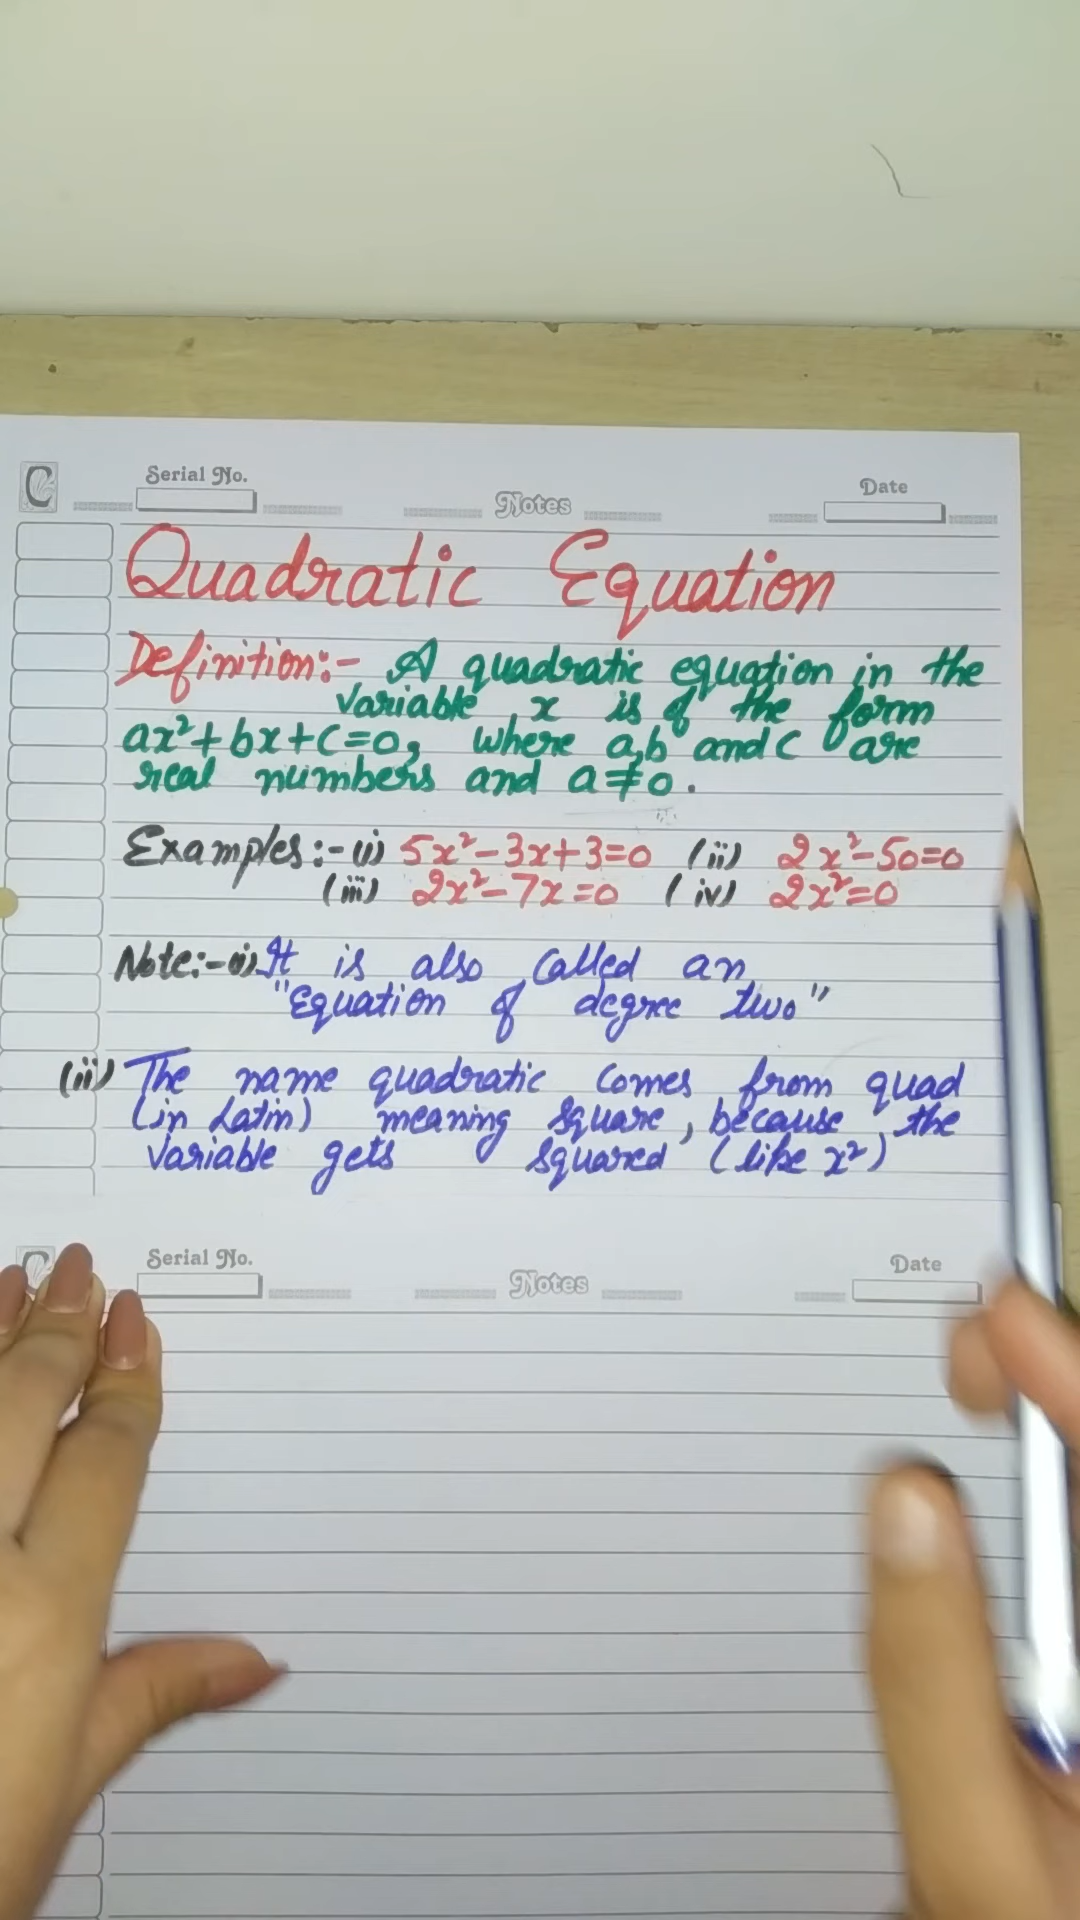 C Serial No. Notes Date
Quadratic Equation
Definition:- A quadratic equation in the
variable x is of the form
ax²+bx+c=0, where a,b and c are
real numbers and a≠0.
Examples:-(i) 5x²-3x+3=0 (ii) 2x²-50=0
(iii) 2x²-7x=0 (iv) 2x²=0
Note:-(i) It is also called an
"Equation of degree two"
(ii) The name quadratic comes from quad
(in Latin) meaning square, because the
variable gets squared (like x²)
C Serial No. Notes Date